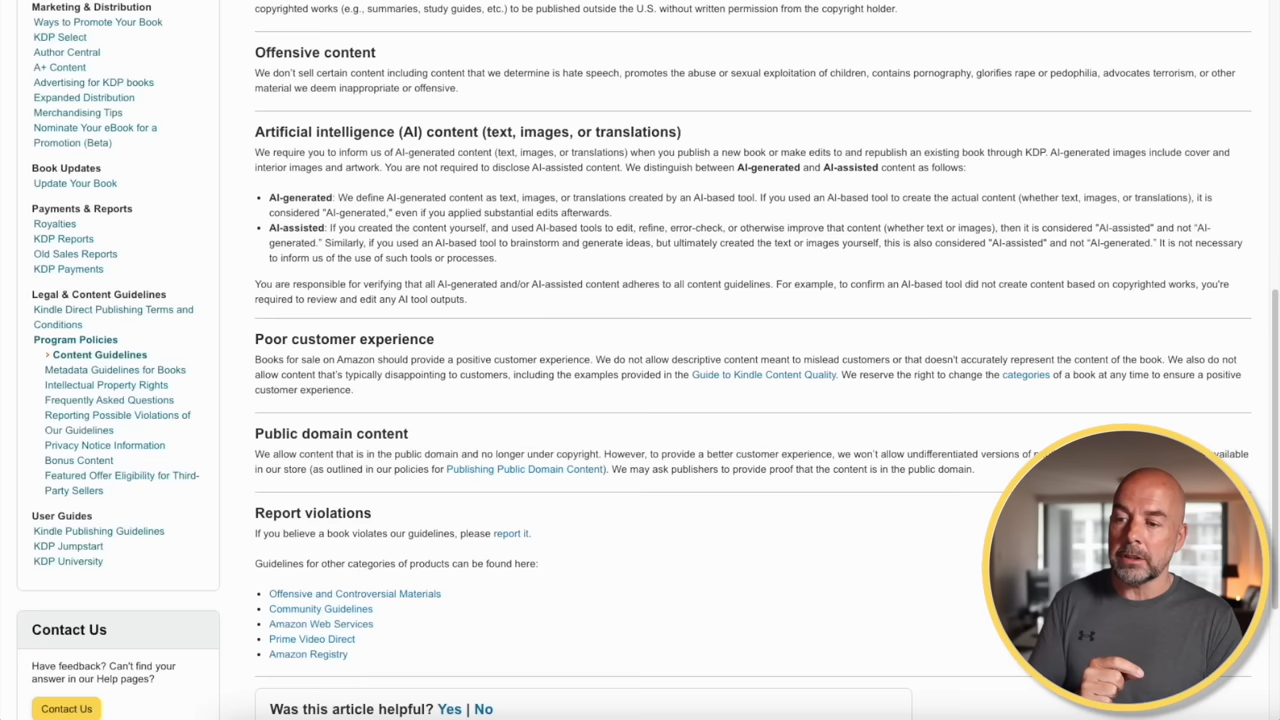 Marketing & Distribution
Ways to Promote Your Book
KDP Select
Author Central
A+ Content
Advertising for KDP books
Expanded Distribution
Merchandising Tips
Nominate Your eBook for a
Promotion (Beta)
Book Updates
Update Your Book
Payments & Reports
Royalties
KDP Reports
Old Sales Reports
KDP Payments
Legal & Content Guidelines
Kindle Direct Publishing Terms and
Conditions
Program Policies
› Content Guidelines
Metadata Guidelines for Books
Intellectual Property Rights
Frequently Asked Questions
Reporting Possible Violations of
Our Guidelines
Privacy Notice Information
Bonus Content
Featured Offer Eligibility for Third-
Party Sellers
User Guides
Kindle Publishing Guidelines
KDP Jumpstart
KDP University
Contact Us
Have feedback? Can't find your
answer in our Help pages?
Contact Us
copyrighted works (e.g., summaries, study guides, etc.) to be published outside the U.S. without written permission from the copyright holder.
Offensive content
We don't sell certain content including content that we determine is hate speech, promotes the abuse or sexual exploitation of children, contains pornography, glorifies rape or pedophilia, advocates terrorism, or other
material we deem inappropriate or offensive.
Artificial intelligence (AI) content (text, images, or translations)
We require you to inform us of AI-generated content (text, images, or translations) when you publish a new book or make edits to and republish an existing book through KDP. AI-generated images include cover and
interior images and artwork. You are not required to disclose AI-assisted content. We distinguish between AI-generated and AI-assisted content as follows:
• AI-generated: We define AI-generated content as text, images, or translations created by an AI-based tool. If you used an AI-based tool to create the actual content (whether text, images, or translations), it is
considered "AI-generated," even if you applied substantial edits afterwards.
• AI-assisted: If you created the content yourself, and used AI-based tools to edit, refine, error-check, or otherwise improve that content (whether text or images), then it is considered "AI-assisted" and not “AI-
generated.” Similarly, if you used an AI-based tool to brainstorm and generate ideas, but ultimately created the text or images yourself, this is also considered "AI-assisted" and not “AI-generated.” It is not necessary
to inform us of the use of such tools or processes.
You are responsible for verifying that all AI-generated and/or AI-assisted content adheres to all content guidelines. For example, to confirm an AI-based tool did not create content based on copyrighted works, you're
required to review and edit any AI tool outputs.
Poor customer experience
Books for sale on Amazon should provide a positive customer experience. We do not allow descriptive content meant to mislead customers or that doesn't accurately represent the content of the book. We also do not
allow content that's typically disappointing to customers, including the examples provided in the Guide to Kindle Content Quality. We reserve the right to change the categories of a book at any time to ensure a positive
customer experience.
Public domain content
We allow content that is in the public domain and no longer under copyright. However, to provide a better customer experience, we won't allow undifferentiated versions of
in our store (as outlined in our policies for Publishing Public Domain Content). We may ask publishers to provide proof that the content is in the public domain.
Report violations
If you believe a book violates our guidelines, please report it.
Guidelines for other categories of products can be found here:
• Offensive and Controversial Materials
• Community Guidelines
• Amazon Web Services
• Prime Video Direct
• Amazon Registry
Was this article helpful? Yes | No